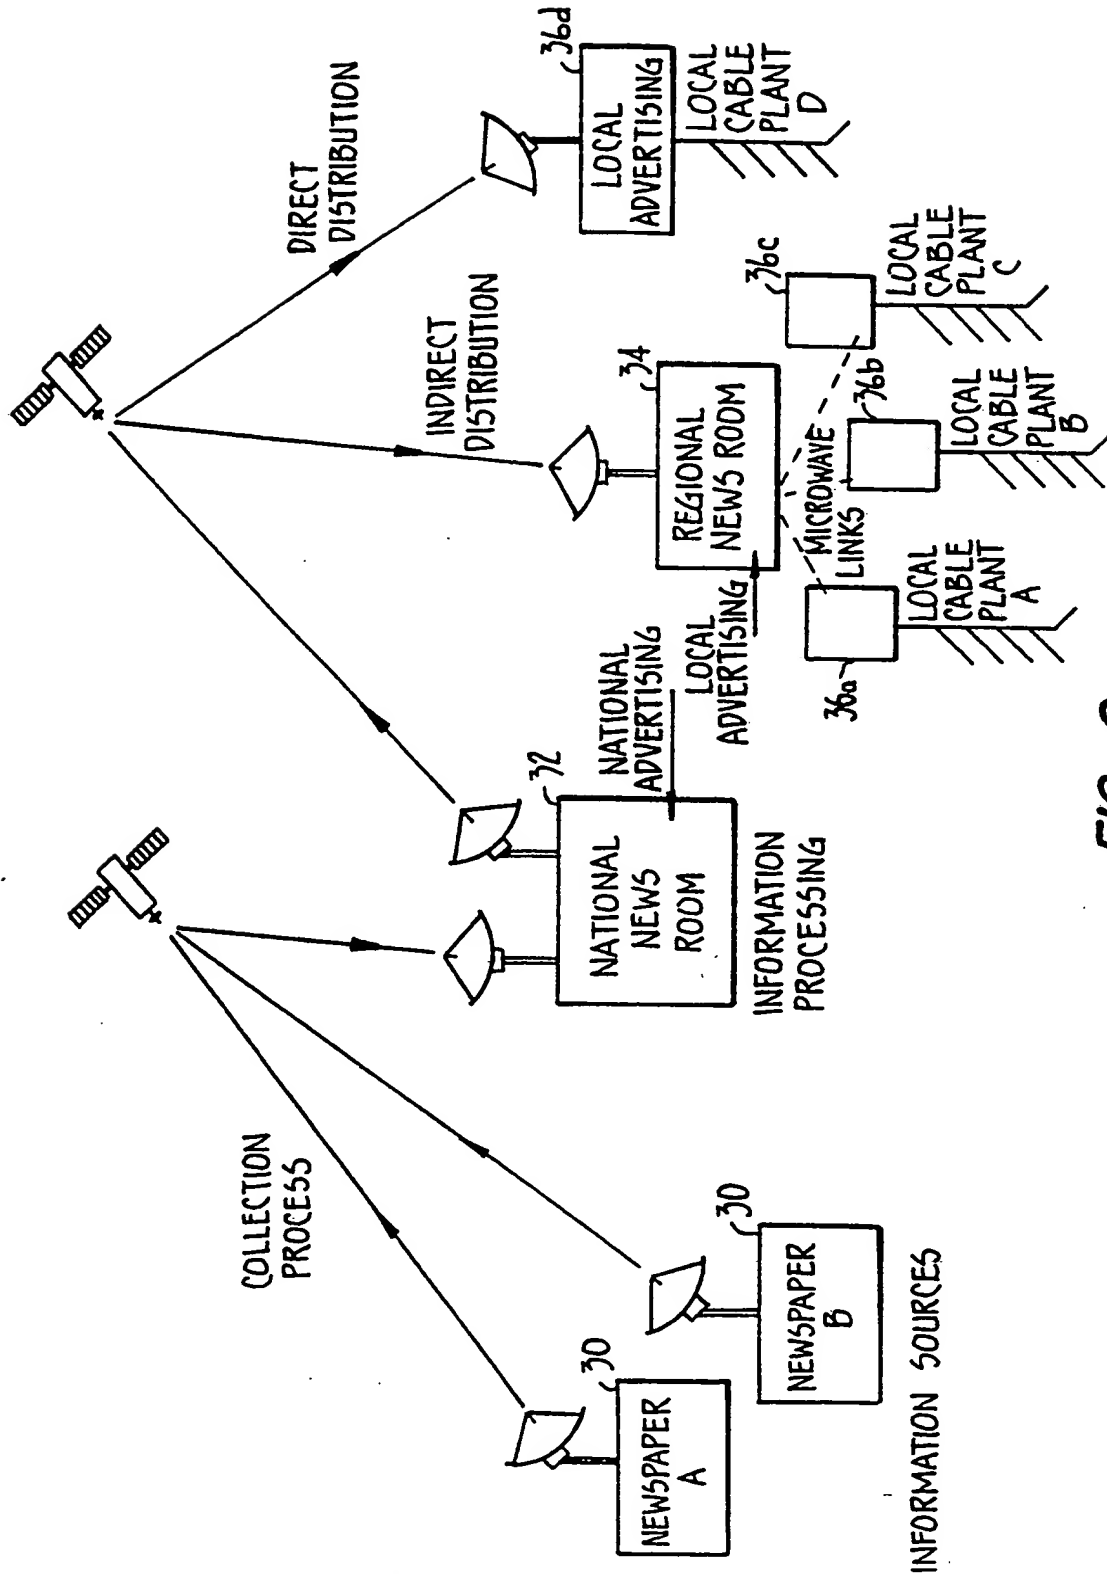 COLLECTION
PROCESS
DIRECT
DISTRIBUTION
INDIRECT
DISTRIBUTION
30
NEWSPAPER
A
30
NEWSPAPER
B
INFORMATION SOURCES
32
NATIONAL
NEWS
ROOM
INFORMATION
PROCESSING
NATIONAL
ADVERTISING
LOCAL
ADVERTISING
34
REGIONAL
NEWS ROOM
MICROWAVE
LINKS
36a
LOCAL
CABLE
PLANT
A
36b
LOCAL
CABLE
PLANT
B
36c
LOCAL
CABLE
PLANT
C
36d
LOCAL
ADVERTISING
LOCAL
CABLE
PLANT
D